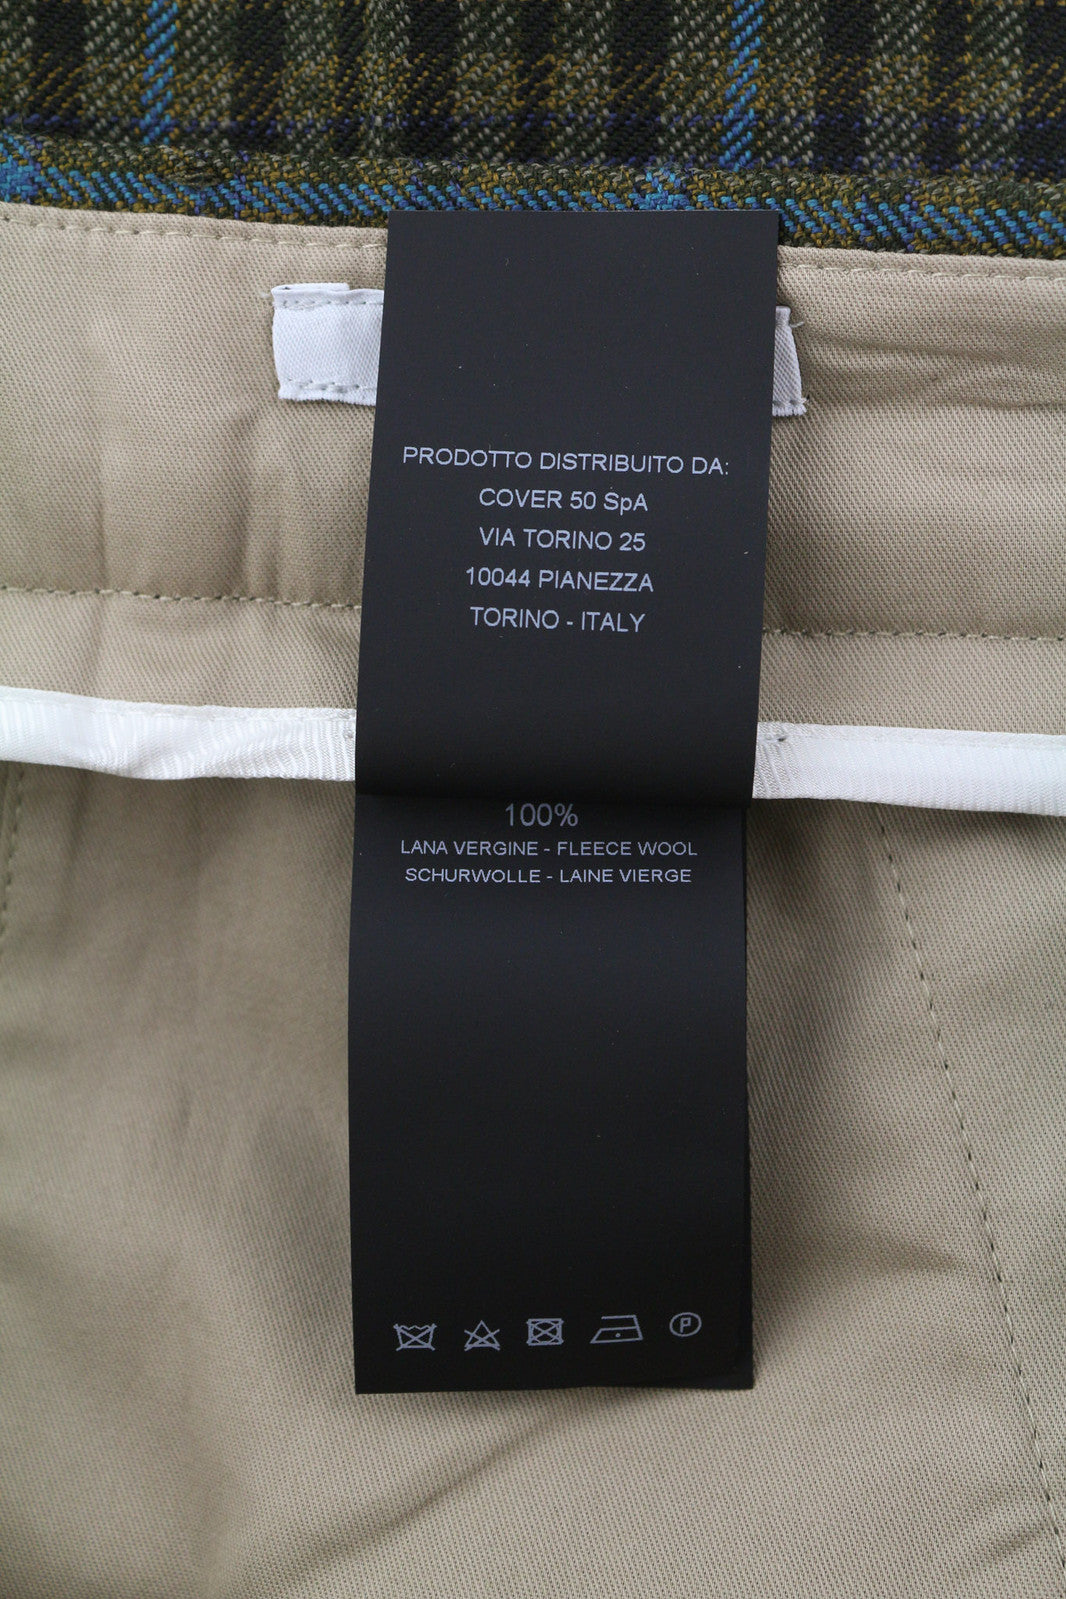 PRODOTTO DISTRIBUITO DA:
COVER 50 SpA
VIA TORINO 25
10044 PIANEZZA
TORINO - ITALY
100%
LANA VERGINE - FLEECE WOOL
SCHURWOLLE - LAINE VIERGE
P